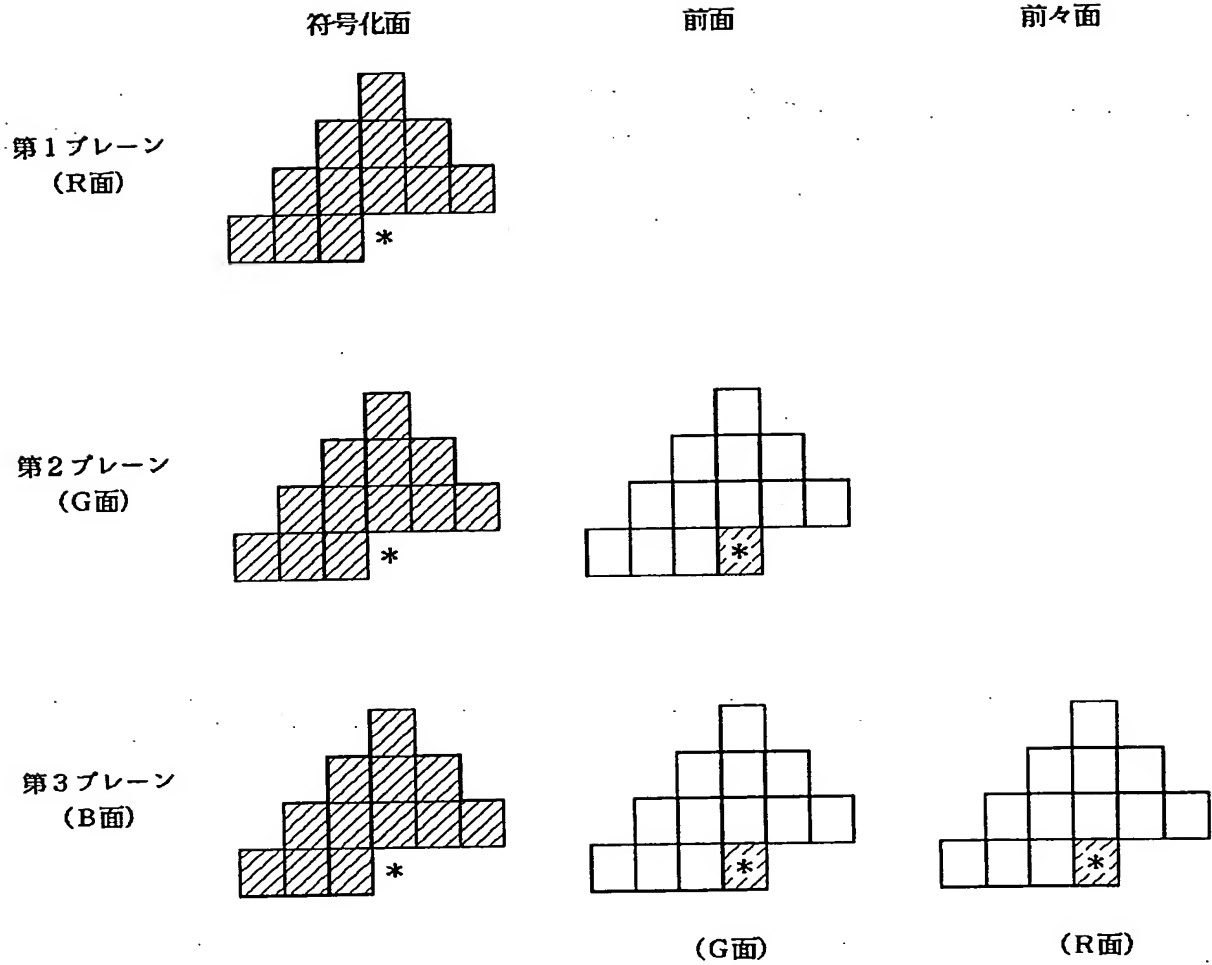 符号化面 前面 前々面
第1プレーン
(R面)
*
第2プレーン
(G面)
* *
第3プレーン
(B面)
* * *
(G面) (R面)